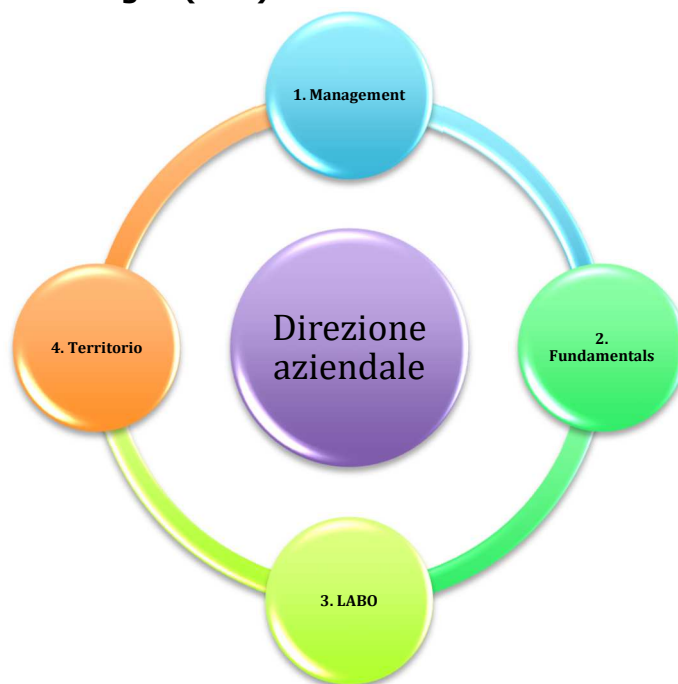 1. Management
Direzione
aziendale
2.
Fundamentals
4. Territorio
3. LABO